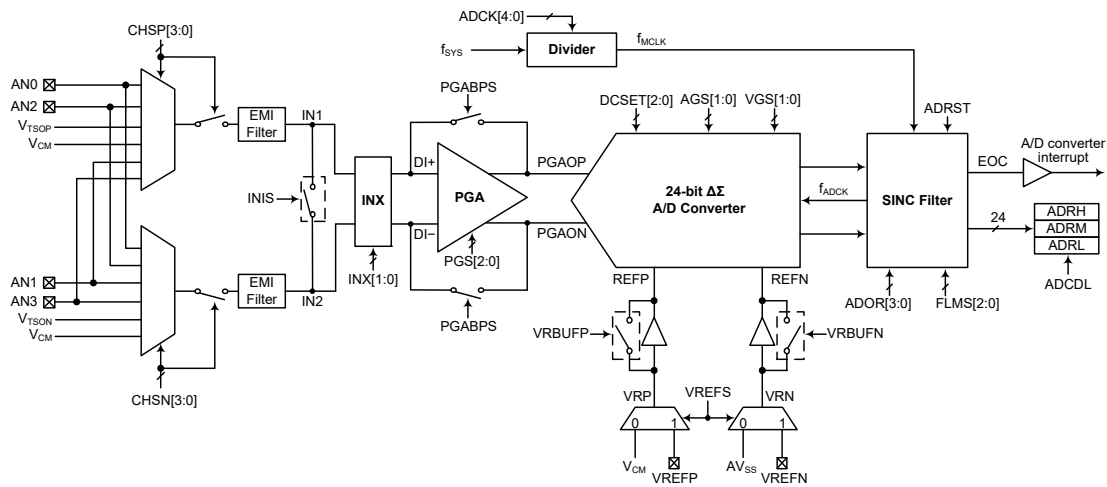 ADCK[4:0]
CHSP[3:0]
fSYS
Divider
fMCLK
AN0
AN2
VTSOP
VCM
EMI
Filter
IN1
PGABPS
DCSET[2:0]
AGS[1:0]
VGS[1:0]
ADRST
A/D converter
interrupt
EOC
DI+
PGAOP
INIS
INX
PGA
24-bit ΔΣ
A/D Converter
fADCK
SINC Filter
24
ADRH
ADRM
ADRL
DI−
PGAON
PGS[2:0]
INX[1:0]
AN1
AN3
VTSON
VCM
EMI
Filter
IN2
PGABPS
REFP
REFN
ADOR[3:0]
FLMS[2:0]
ADCDL
VRBUFP
VRBUFN
CHSN[3:0]
VRP
VREFS
VRN
0
1
0
1
VCM
VREFP
AVSS
VREFN